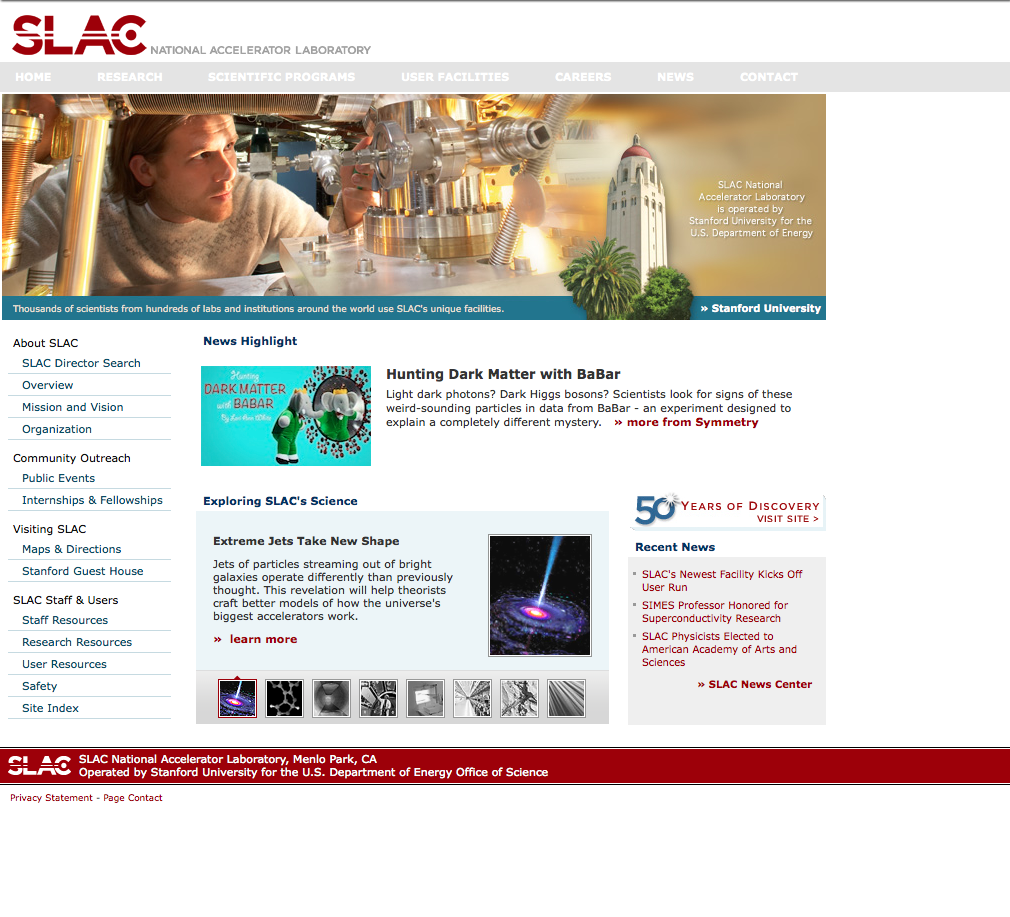 SLAC NATIONAL ACCELERATOR LABORATORY
HOME RESEARCH SCIENTIFIC PROGRAMS USER FACILITIES CAREERS NEWS CONTACT
SLAC National
Accelerator Laboratory
is operated by
Stanford University for the
U.S. Department of Energy
Thousands of scientists from hundreds of labs and institutions around the world use SLAC's unique facilities.
» Stanford University
About SLAC
SLAC Director Search
Overview
Mission and Vision
Organization
Community Outreach
Public Events
Internships & Fellowships
Visiting SLAC
Maps & Directions
Stanford Guest House
SLAC Staff & Users
Staff Resources
Research Resources
User Resources
Safety
Site Index
News Highlight
Hunting
DARK MATTER
with BABAR
By Lori Ann White
Hunting Dark Matter with BaBar
Light dark photons? Dark Higgs bosons? Scientists look for signs of these
weird-sounding particles in data from BaBar - an experiment designed to
explain a completely different mystery. » more from Symmetry
Exploring SLAC's Science
Extreme Jets Take New Shape
Jets of particles streaming out of bright
galaxies operate differently than previously
thought. This revelation will help theorists
craft better models of how the universe's
biggest accelerators work.
» learn more
50 YEARS OF DISCOVERY
VISIT SITE >
Recent News
SLAC's Newest Facility Kicks Off
User Run
SIMES Professor Honored for
Superconductivity Research
SLAC Physicists Elected to
American Academy of Arts and
Sciences
» SLAC News Center
SLAC
SLAC National Accelerator Laboratory, Menlo Park, CA
Operated by Stanford University for the U.S. Department of Energy Office of Science
Privacy Statement - Page Contact